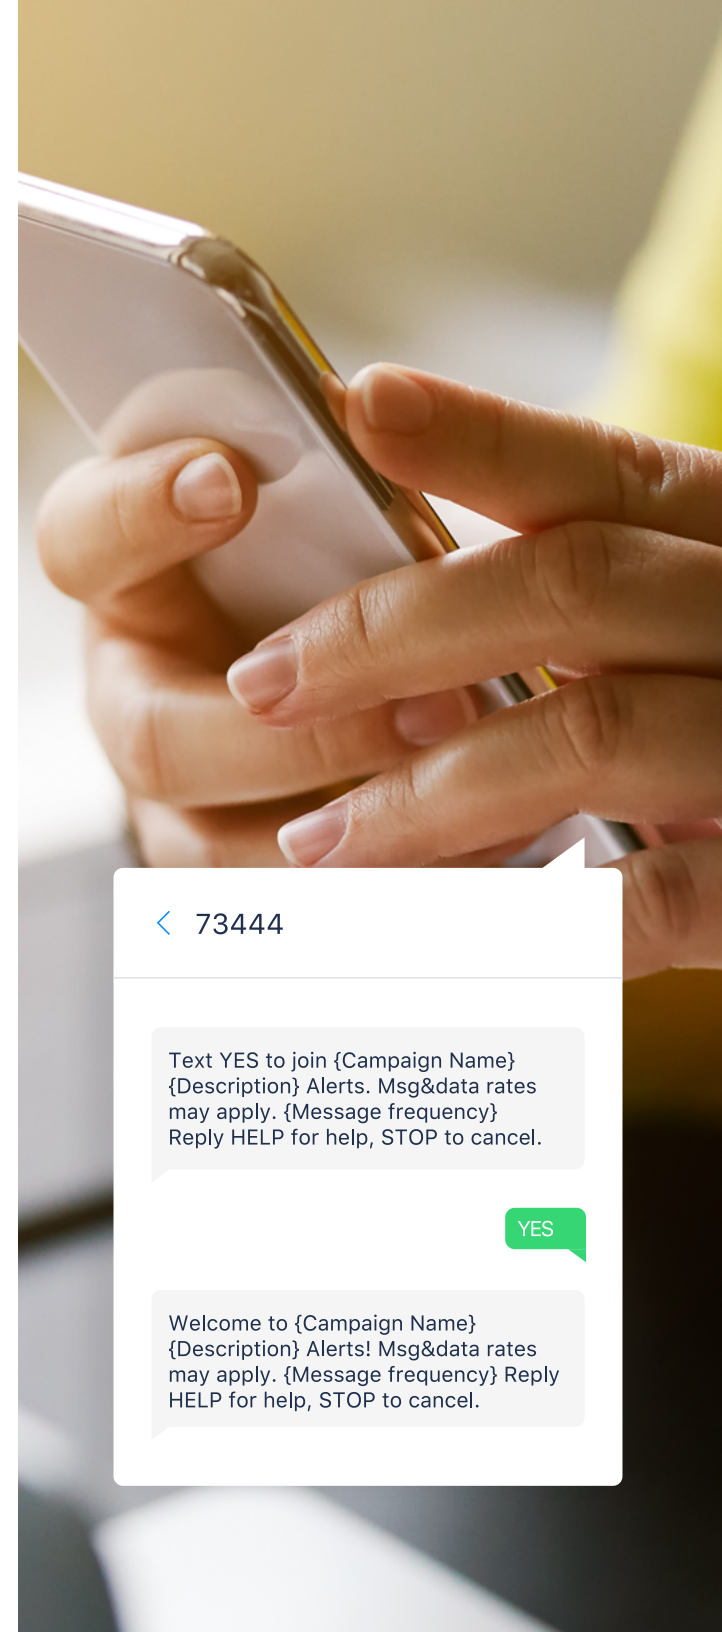 73444
Text YES to join {Campaign Name}
{Description} Alerts. Msg&data rates
may apply. {Message frequency}
Reply HELP for help, STOP to cancel.
YES
Welcome to {Campaign Name}
{Description} Alerts! Msg&data rates
may apply. {Message frequency} Reply
HELP for help, STOP to cancel.